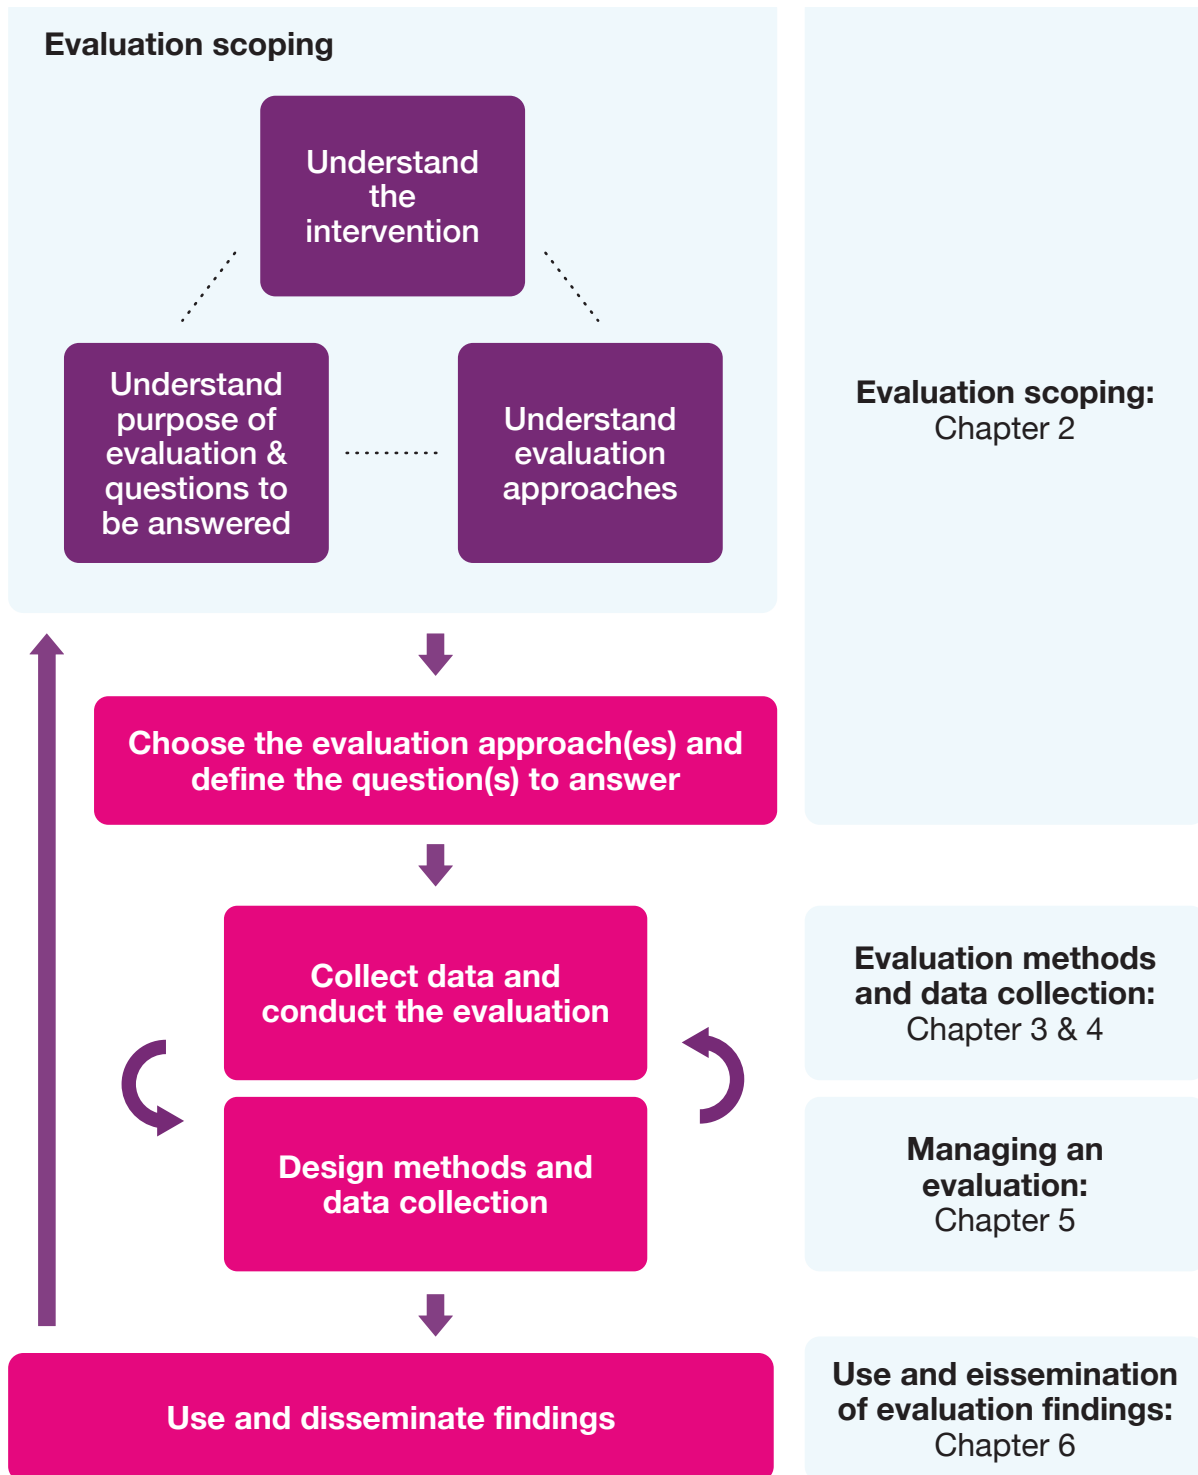 Evaluation scoping
Understand
the
intervention
Understand
purpose of
evaluation &
questions to
be answered
Understand
evaluation
approaches
Evaluation scoping:
Chapter 2
Choose the evaluation approach(es) and
define the question(s) to answer
Collect data and
conduct the evaluation
Evaluation methods
and data collection:
Chapter 3 & 4
Design methods and
data collection
Managing an
evaluation:
Chapter 5
Use and disseminate findings
Use and eissemination
of evaluation findings:
Chapter 6